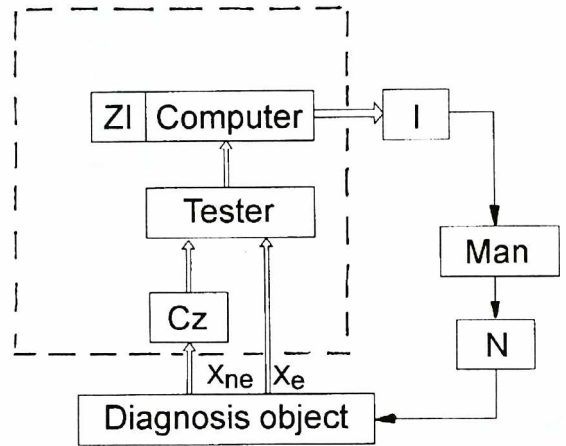 ZI Computer I
Tester
Man
Cz
N
Xne Xe
Diagnosis object